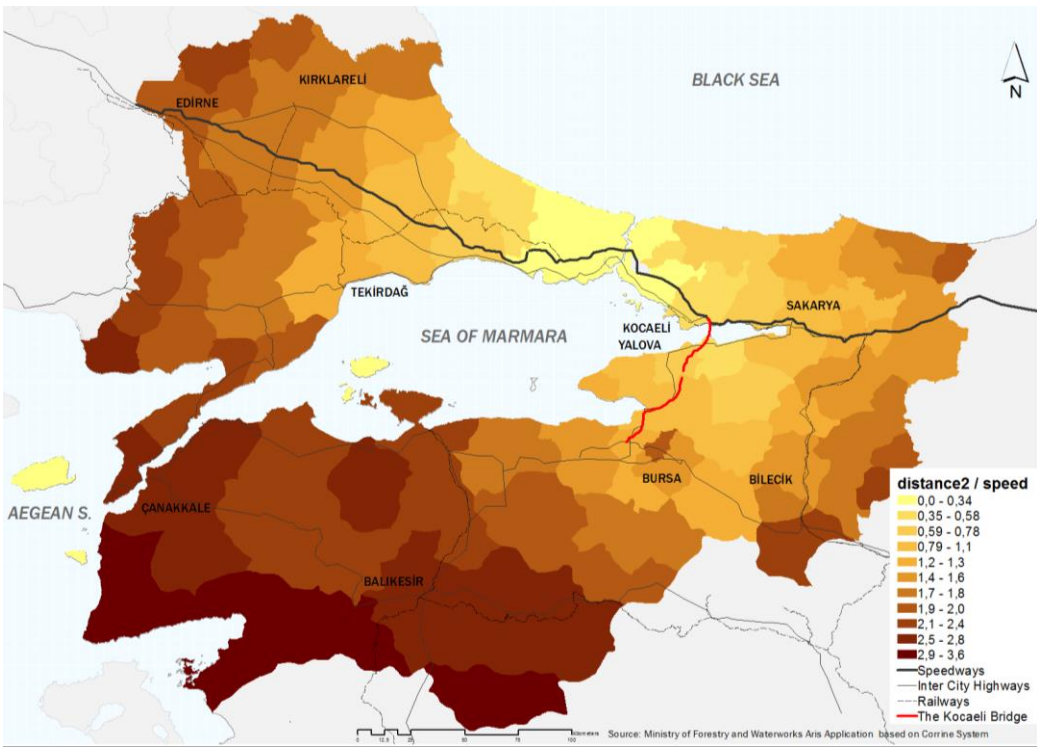 BLACK SEA
N
KIRKLARELİ
EDİRNE
TEKİRDAĞ
SEA OF MARMARA
KOCAELİ
YALOVA
SAKARYA
BURSA
BİLECİK
AEGEAN S.
ÇANAKKALE
BALIKESİR
distance2 / speed
0,0 - 0,34
0,35 - 0,58
0,59 - 0,78
0,79 - 1,1
1,2 - 1,3
1,4 - 1,6
1,7 - 1,8
1,9 - 2,0
2,1 - 2,4
2,5 - 2,8
2,9 - 3,6
Speedways
Inter City Highways
Railways
The Kocaeli Bridge
Source: Ministry of Forestry and Waterworks Aris Application based on Corrine System